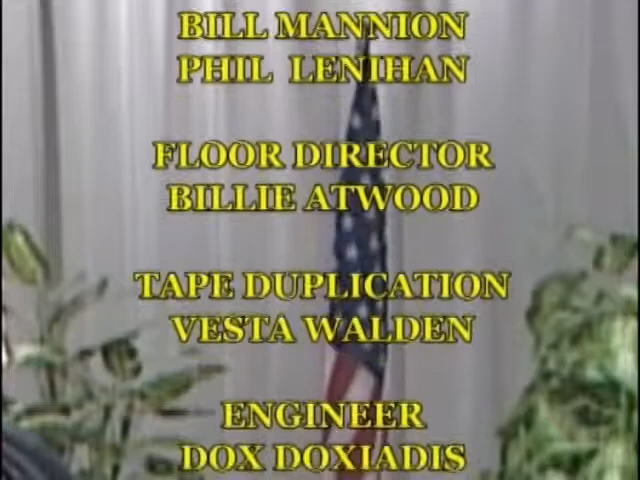 BILL MANNION
PHIL LENIHAN
FLOOR DIRECTOR
BILLIE ATWOOD
TAPE DUPLICATION
VESTA WALDEN
ENGINEER
DOX DOXIADIS